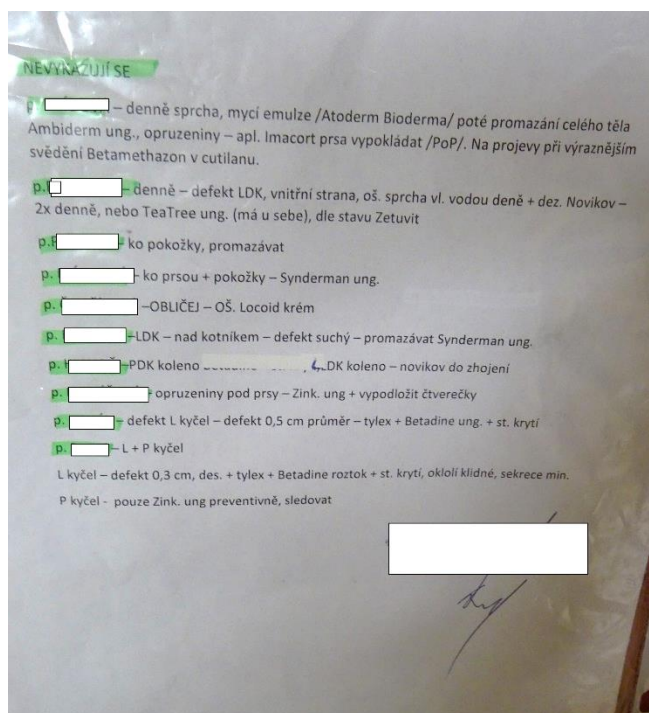 NEVYKAZUJÍ SE
p. – denně sprcha, mycí emulze /Atoderm Bioderma/ poté promazání celého těla
Ambiderm ung., opruzeniny – apl. Imacort prsa vypokládat /PoP/. Na projevy při výraznějším
svědění Betamethazon v cutilanu.
p. – denně – defekt LDK, vnitřní strana, oš. sprcha vl. vodou deně + dez. Novikov –
2x denně, nebo TeaTree ung. (má u sebe), dle stavu Zetuvit
p. ko pokožky, promazávat
p. - ko prsou + pokožky – Synderman ung.
p. –OBLIČEJ – OŠ. Locoid krém
p. –LDK – nad kotníkem – defekt suchý – promazávat Synderman ung.
p. –PDK koleno LDK koleno – novikov do zhojení
p. - opruzeniny pod prsy – Zink. ung + vypodložit čtverečky
p. – defekt L kyčel – defekt 0,5 cm průměr – tylex + Betadine ung. + st. krytí
p. – L + P kyčel
L kyčel – defekt 0,3 cm, des. + tylex + Betadine roztok + st. krytí, okloií klidné, sekrece min.
P kyčel - pouze Zink. ung preventivně, sledovat